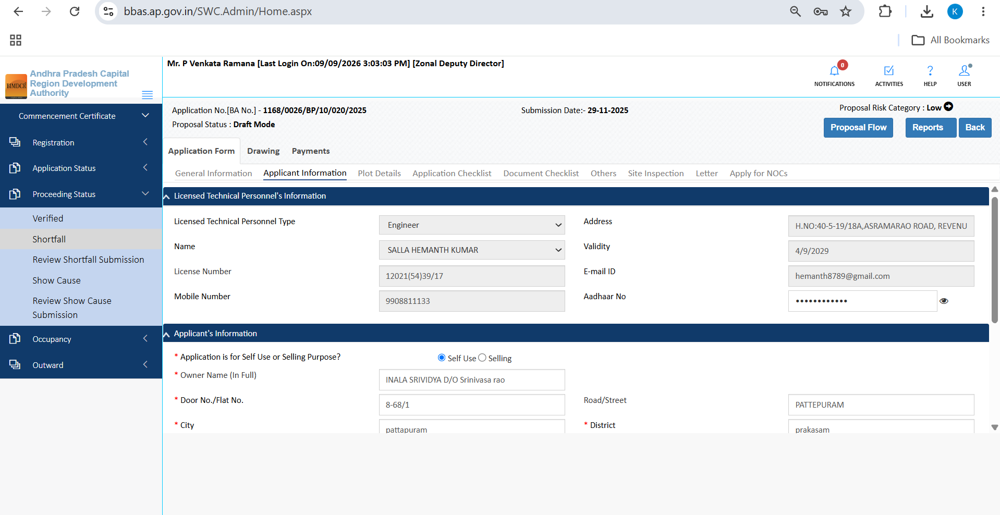 bbas.ap.gov.in/SWC.Admin/Home.aspx
K
All Bookmarks
BIMDCR
Andhra Pradesh Capital
Region Development
Authority
Mr. P Venkata Ramana [Last Login On:09/09/2026 3:03:03 PM] [Zonal Deputy Director]
0
NOTIFICATIONS
ACTIVITIES
HELP
USER
Commencement Certificate
Registration
Application Status
Proceeding Status
Verified
Shortfall
Review Shortfall Submission
Show Cause
Review Show Cause
Submission
Occupancy
Outward
Application No.[BA No.] - 1168/0026/BP/10/020/2025
Submission Date:- 29-11-2025
Proposal Risk Category : Low
Proposal Status : Draft Mode
Proposal Flow
Reports
Back
Application Form Drawing Payments
General Information Applicant Information Plot Details Application Checklist Document Checklist Others Site Inspection Letter Apply for NOCs
Licensed Technical Personnel's Information
Licensed Technical Personnel Type Engineer Address H.NO:40-5-19/18A,ASRAMARAO ROAD, REVENU
Name SALLA HEMANTH KUMAR Validity 4/9/2029
License Number 12021(54)39/17 E-mail ID hemanth8789@gmail.com
Mobile Number 9908811133 Aadhaar No ••••••••••••
Applicant's Information
* Application is for Self Use or Selling Purpose? Self Use Selling
* Owner Name (In Full) INALA SRIVIDYA D/O Srinivasa rao
* Door No./Flat No. 8-68/1 Road/Street PATTEPURAM
* City pattapuram * District prakasam